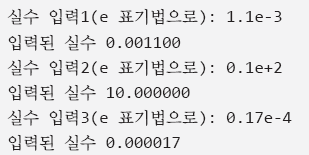 실수 입력1(e 표기법으로): 1.1e-3
입력된 실수 0.001100
실수 입력2(e 표기법으로): 0.1e+2
입력된 실수 10.000000
실수 입력3(e 표기법으로): 0.17e-4
입력된 실수 0.000017